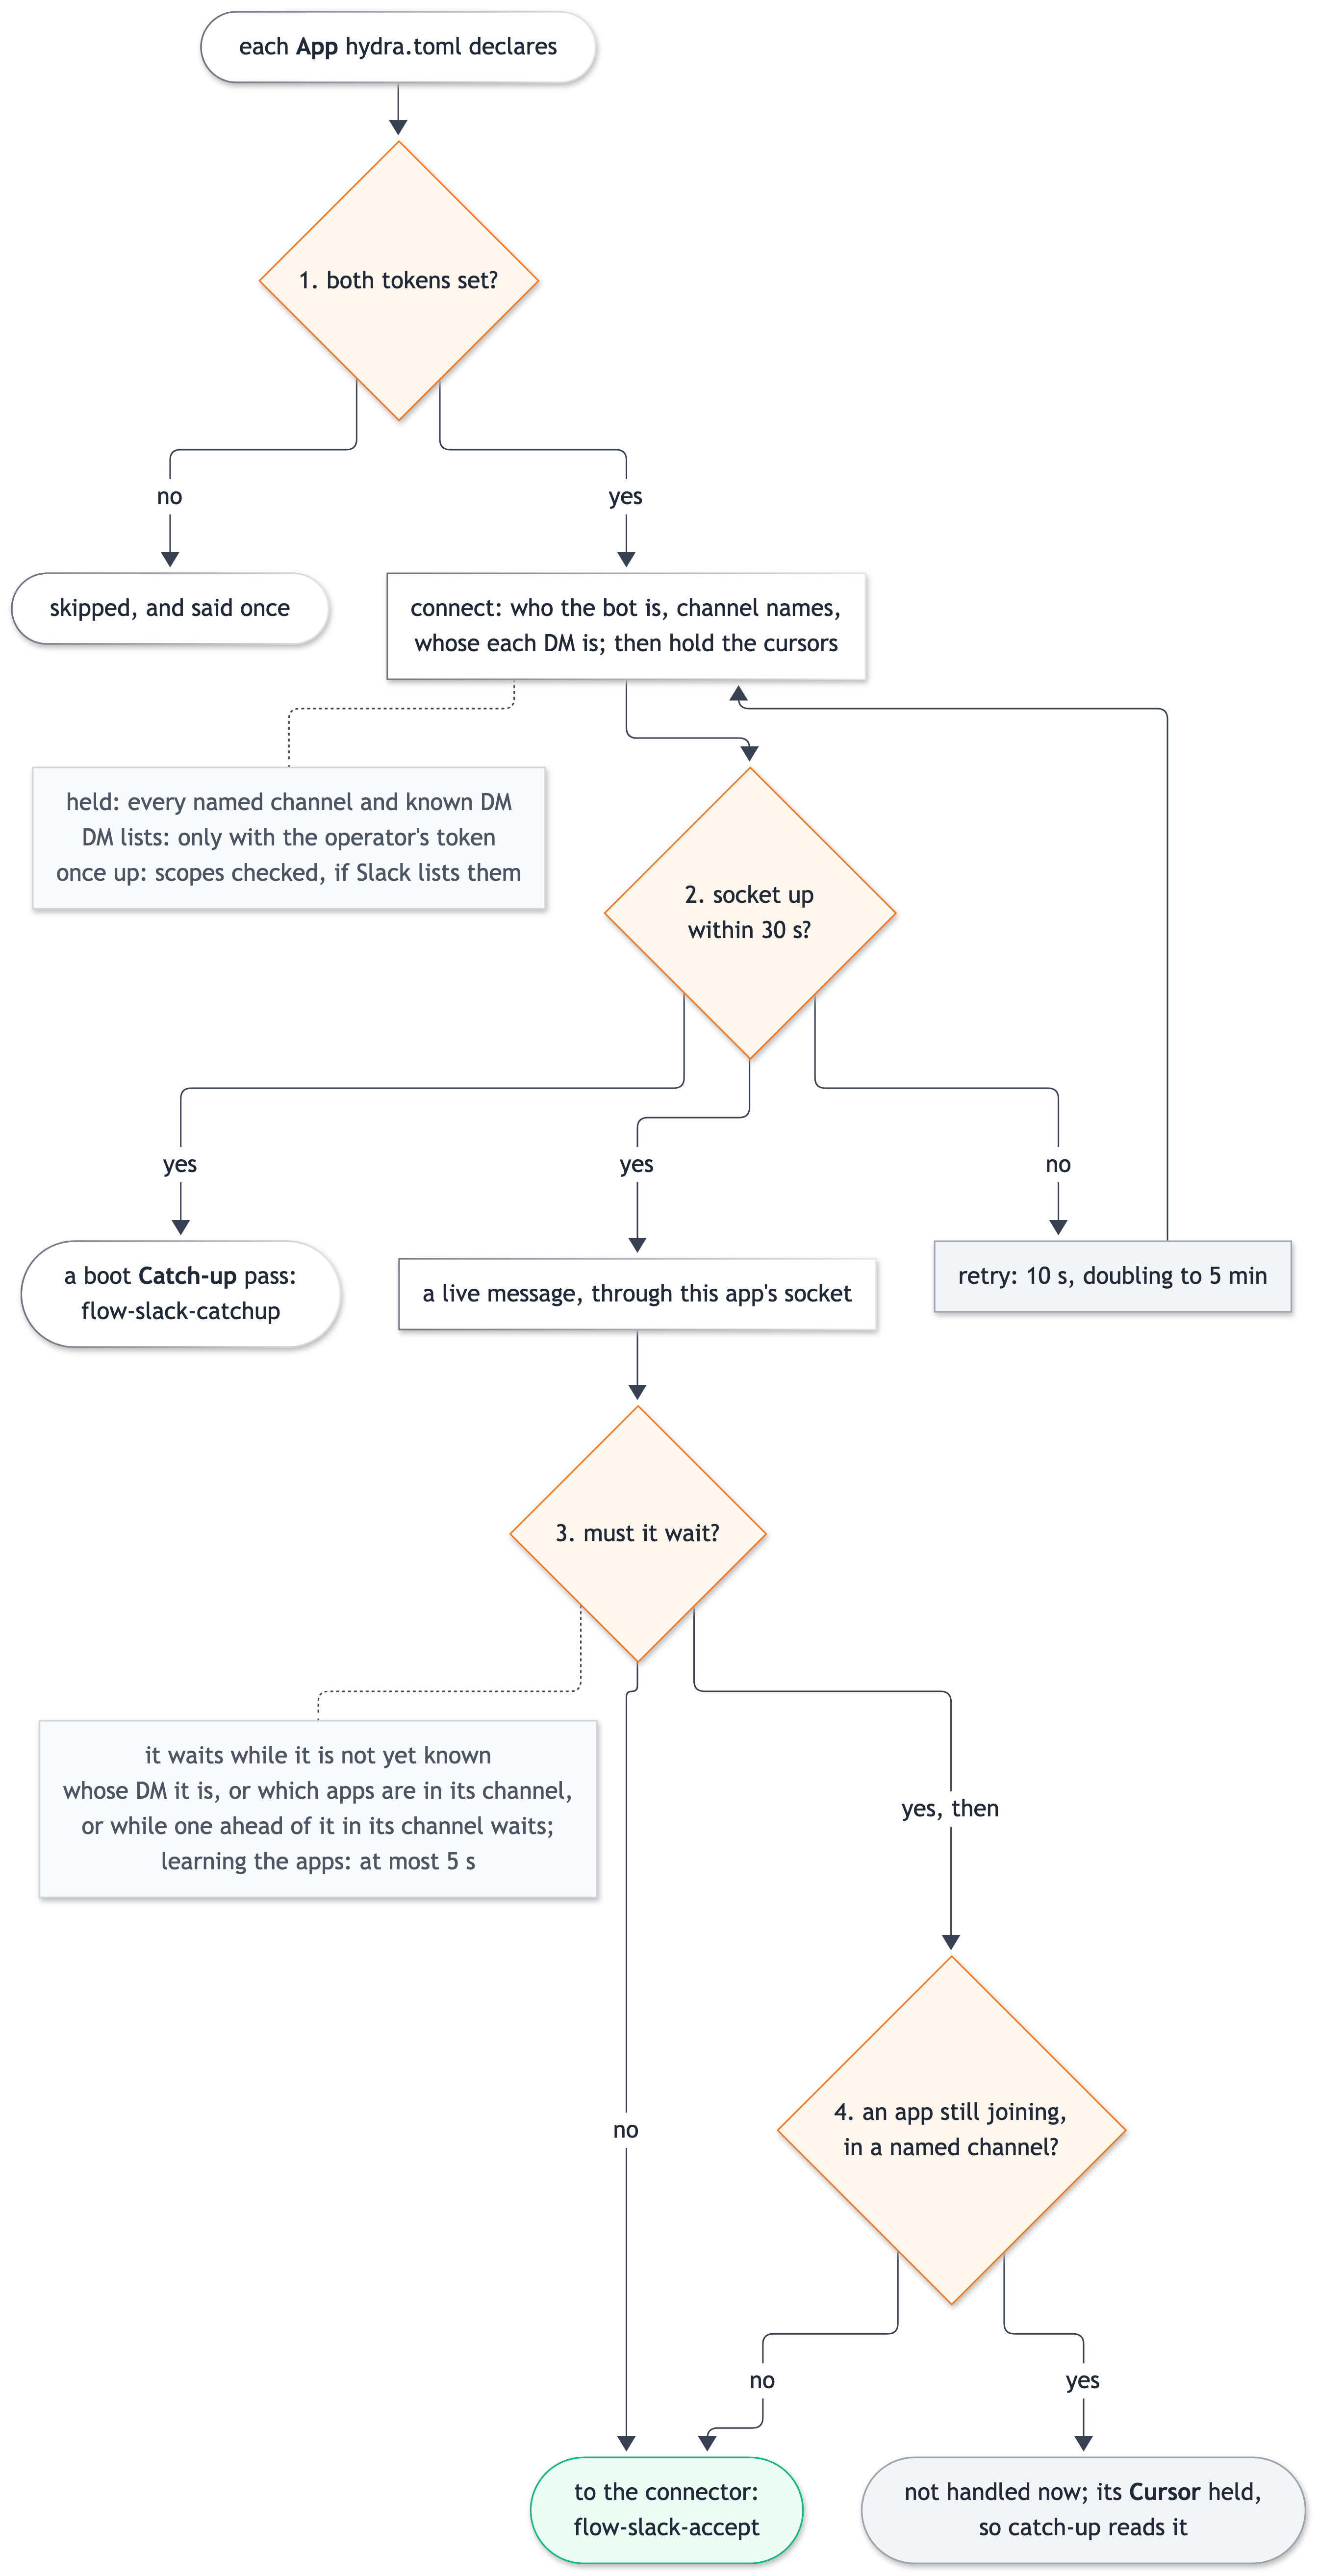 each App hydra.toml declares
1. both tokens set?
no
yes
skipped, and said once
connect: who the bot is, channel names,
whose each DM is; then hold the cursors
held: every named channel and known DM
DM lists: only with the operator's token
once up: scopes checked, if Slack lists them
2. socket up
within 30 s?
yes
yes
no
a boot Catch-up pass:
flow-slack-catchup
a live message, through this app's socket
retry: 10 s, doubling to 5 min
3. must it wait?
it waits while it is not yet known
whose DM it is, or which apps are in its channel,
or while one ahead of it in its channel waits;
learning the apps: at most 5 s
yes, then
no
4. an app still joining,
in a named channel?
no
yes
to the connector:
flow-slack-accept
not handled now; its Cursor held,
so catch-up reads it